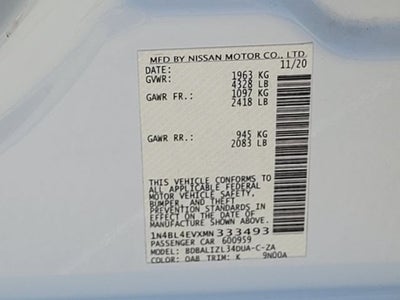 MFD BY NISSAN MOTOR CO., LTD.
DATE: 11/20
GVWR: 1963 KG
4328 LB
GAWR FR.: 1097 KG
2418 LB
GAWR RR.: 945 KG
2083 LB
THIS VEHICLE CONFORMS TO
ALL APPLICABLE FEDERAL
MOTOR VEHICLE SAFETY,
BUMPER, AND THEFT
PREVENTION STANDARDS
IN EFFECT ON THE DATE OF
MANUFACTURE SHOWN ABOVE.
1N4BL4EVXMN333493
PASSENGER CAR 600959
MODEL: BDBALIZL34DUA-C-ZA
COLOR: QAB TRIM: K 9N00A